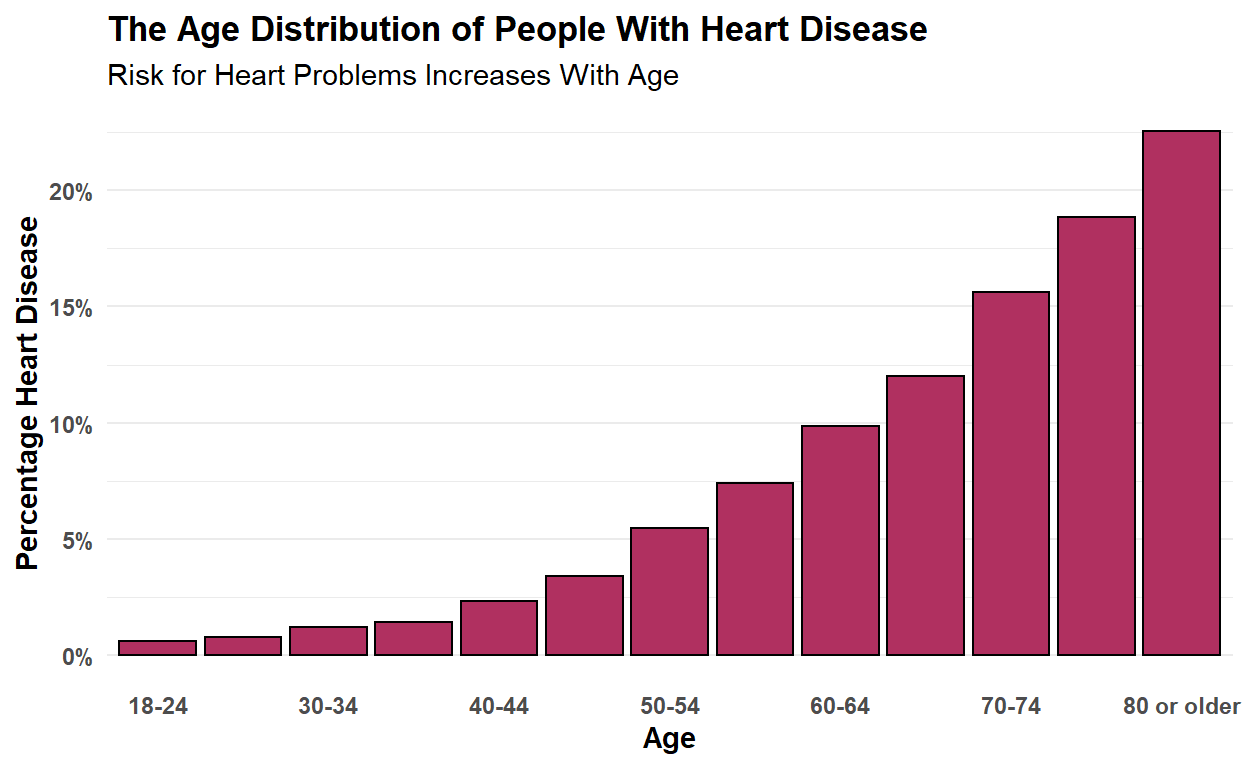 The Age Distribution of People With Heart Disease
Risk for Heart Problems Increases With Age
Percentage Heart Disease
20%
15%
10%
5%
0%
18-24
30-34
40-44
50-54
60-64
70-74
80 or older
Age